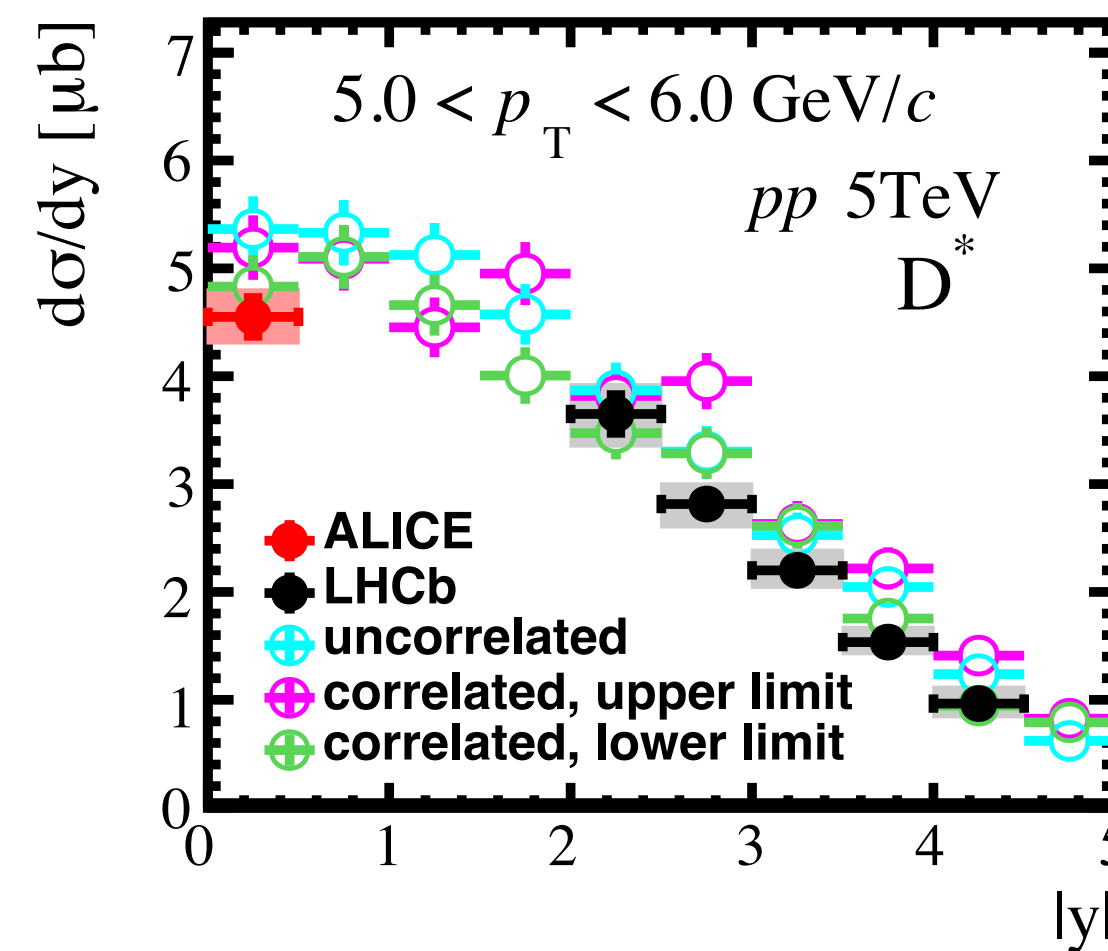 dσ/dy [μb]
7
6
5
4
3
2
1
0
5.0 < p_T < 6.0 GeV/c
pp 5TeV
D*
ALICE
LHCb
uncorrelated
correlated, upper limit
correlated, lower limit
0 1 2 3 4 5
|y|